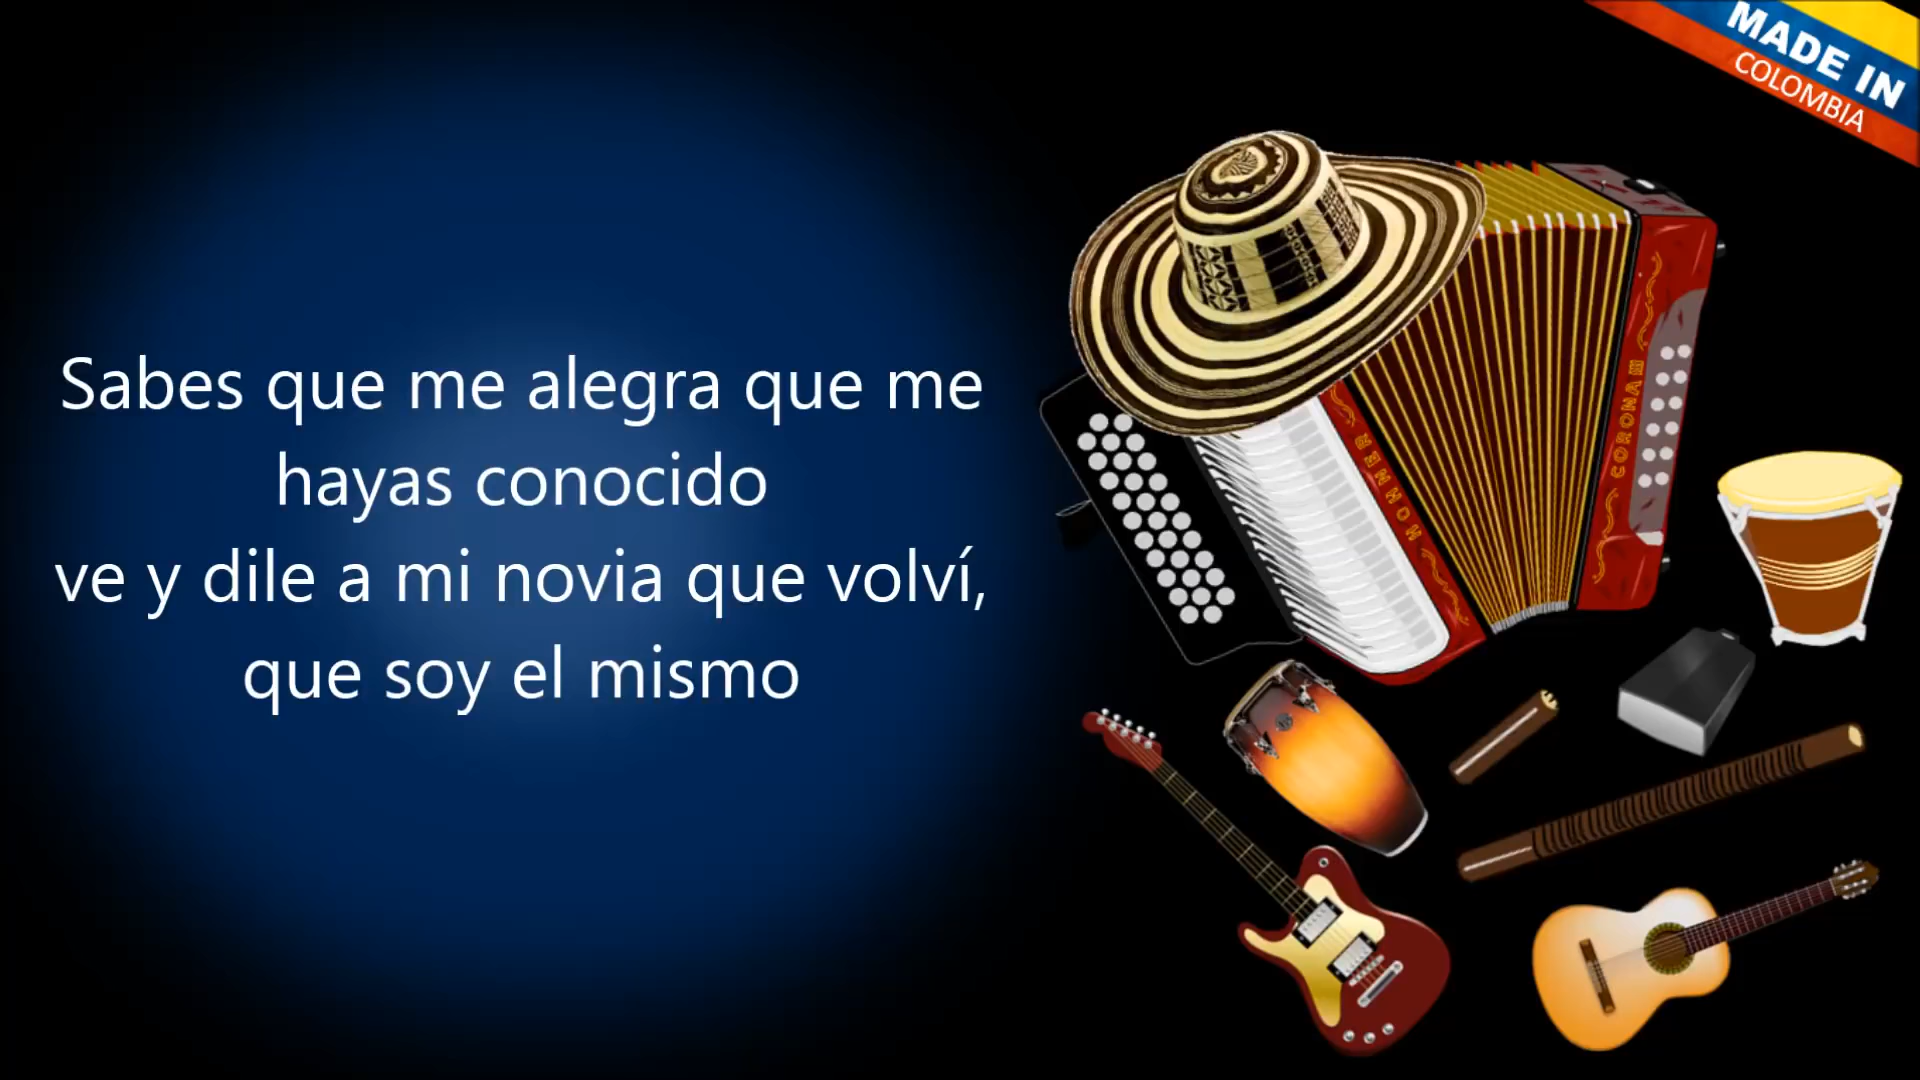 MADE IN
COLOMBIA
Sabes que me alegra que me
hayas conocido
ve y dile a mi novia que volví,
que soy el mismo
HOHNER
CORONA III